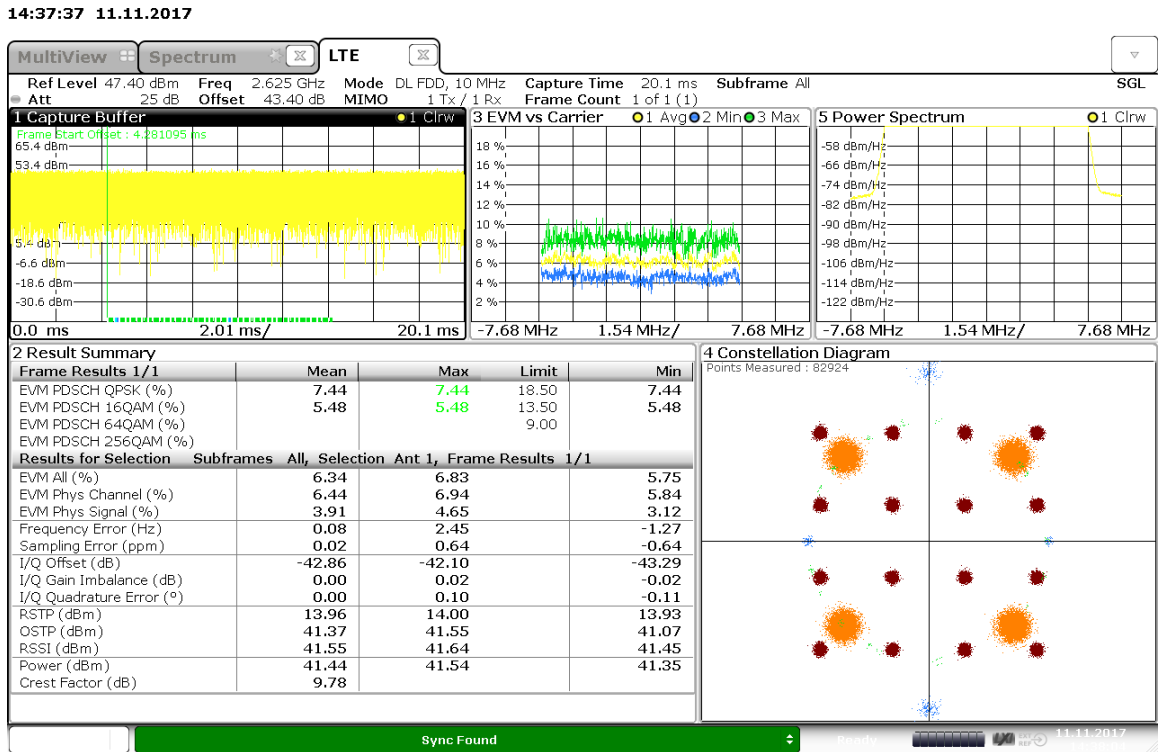 14:37:37 11.11.2017
MultiView Spectrum LTE
Ref Level 47.40 dBm Freq 2.625 GHz Mode DL FDD, 10 MHz Capture Time 20.1 ms Subframe All SGL
Att 25 dB Offset 43.40 dB MIMO 1 Tx / 1 Rx Frame Count 1 of 1 (1)
1 Capture Buffer 1 Clrw
Frame Start Offset : 4.281095 ms
65.4 dBm
53.4 dBm
5.4 dBm
-6.6 dBm
-18.6 dBm
-30.6 dBm
0.0 ms 2.01 ms/ 20.1 ms
3 EVM vs Carrier 1 Avg 2 Min 3 Max
18 %
16 %
14 %
12 %
10 %
8 %
6 %
4 %
2 %
-7.68 MHz 1.54 MHz/ 7.68 MHz
5 Power Spectrum 1 Clrw
-58 dBm/Hz
-66 dBm/Hz
-74 dBm/Hz
-82 dBm/Hz
-90 dBm/Hz
-98 dBm/Hz
-106 dBm/Hz
-114 dBm/Hz
-122 dBm/Hz
-7.68 MHz 1.54 MHz/ 7.68 MHz
2 Result Summary
Frame Results 1/1 Mean Max Limit Min
EVM PDSCH QPSK (%) 7.44 7.44 18.50 7.44
EVM PDSCH 16QAM (%) 5.48 5.48 13.50 5.48
EVM PDSCH 64QAM (%) 9.00
EVM PDSCH 256QAM (%)
Results for Selection Subframes All, Selection Ant 1, Frame Results 1/1
EVM All (%) 6.34 6.83 5.75
EVM Phys Channel (%) 6.44 6.94 5.84
EVM Phys Signal (%) 3.91 4.65 3.12
Frequency Error (Hz) 0.08 2.45 -1.27
Sampling Error (ppm) 0.02 0.64 -0.64
I/Q Offset (dB) -42.86 -42.10 -43.29
I/Q Gain Imbalance (dB) 0.00 0.02 -0.02
I/Q Quadrature Error (°) 0.00 0.10 -0.11
RSTP (dBm) 13.96 14.00 13.93
OSTP (dBm) 41.37 41.55 41.07
RSSI (dBm) 41.55 41.64 41.45
Power (dBm) 41.44 41.54 41.35
Crest Factor (dB) 9.78
4 Constellation Diagram
Points Measured : 82924
Sync Found
Ready
LXI
EXT
REF
11.11.2017